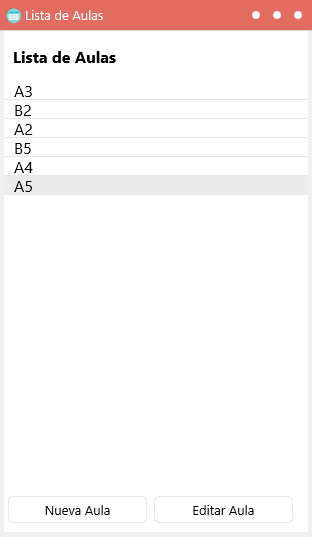 Lista de Aulas
Lista de Aulas
A3
B2
A2
B5
A4
A5
Nueva Aula
Editar Aula